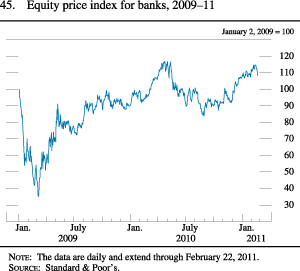 45. Equity price index for banks, 2009–11
January 2, 2009 = 100
120
110
100
90
80
70
60
50
40
30
Jan. July Jan. July Jan.
2009 2010 2011
NOTE: The data are daily and extend through February 22, 2011.
SOURCE: Standard & Poor's.